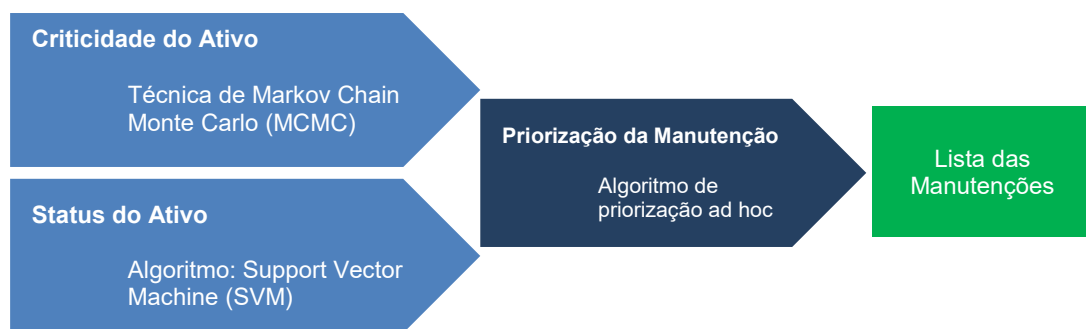 Criticidade do Ativo
Técnica de Markov Chain
Monte Carlo (MCMC)
Status do Ativo
Algoritmo: Support Vector
Machine (SVM)
Priorização da Manutenção
Algoritmo de
priorização ad hoc
Lista das
Manutenções